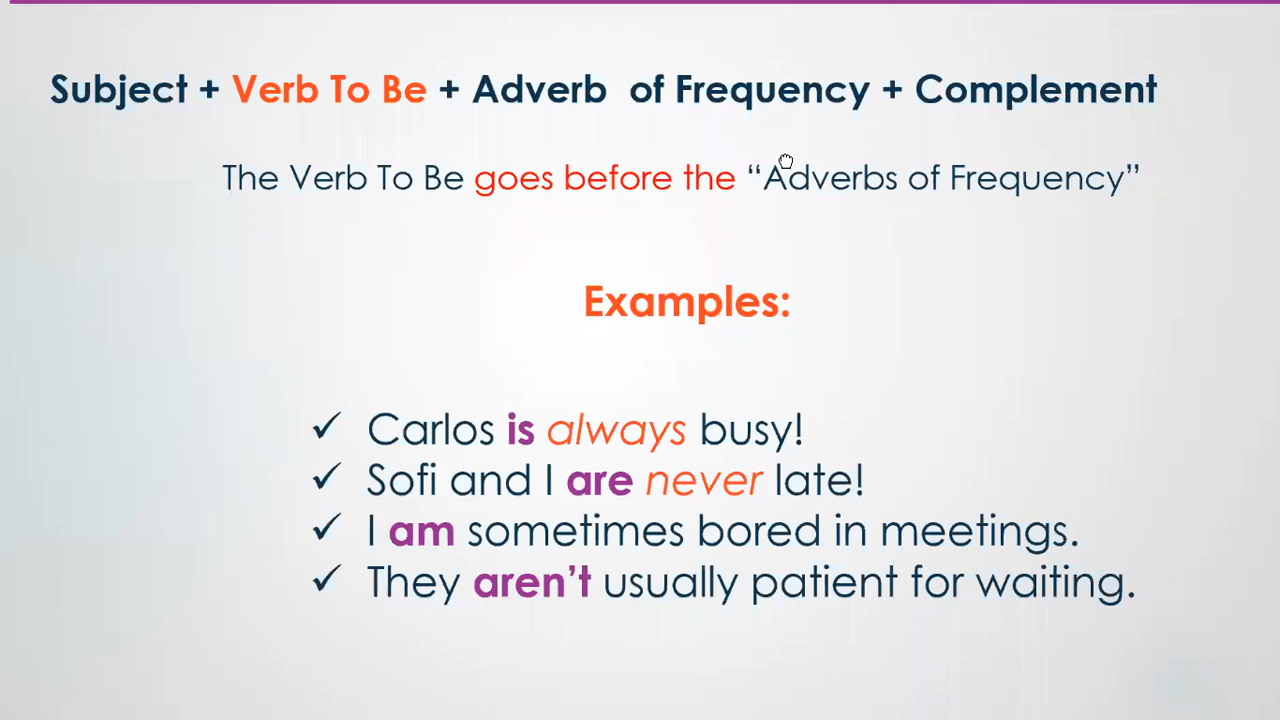 Subject + Verb To Be + Adverb of Frequency + Complement
The Verb To Be goes before the “Adverbs of Frequency”
Examples:
✓ Carlos is always busy!
✓ Sofi and I are never late!
✓ I am sometimes bored in meetings.
✓ They aren’t usually patient for waiting.